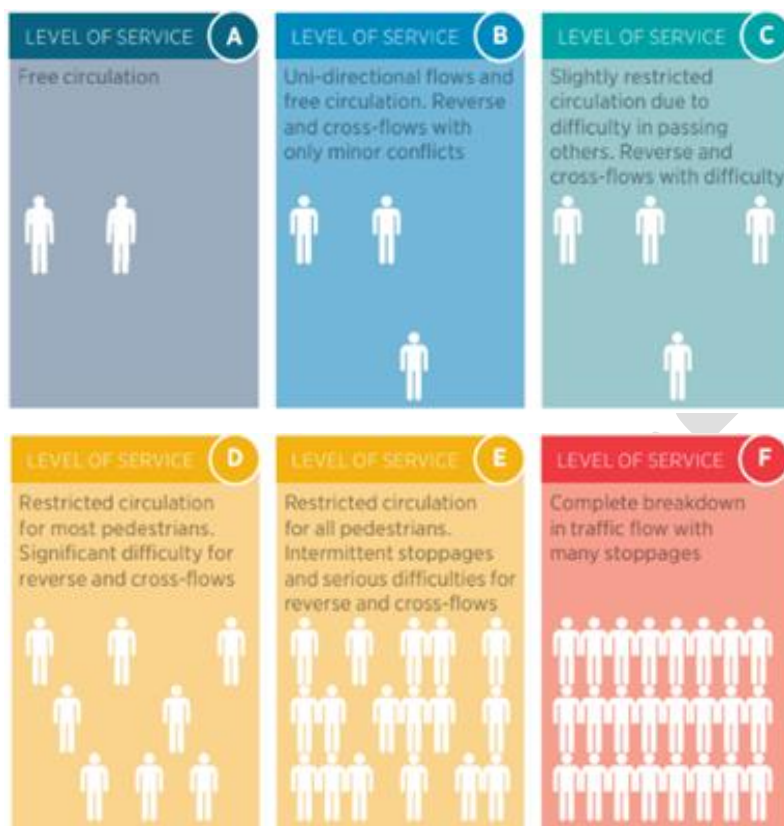 LEVEL OF SERVICE A
Free circulation
LEVEL OF SERVICE B
Uni-directional flows and
free circulation. Reverse
and cross-flows with
only minor conflicts
LEVEL OF SERVICE C
Slightly restricted
circulation due to
difficulty in passing
others. Reverse and
cross-flows with difficulty
LEVEL OF SERVICE D
Restricted circulation
for most pedestrians.
Significant difficulty for
reverse and cross-flows
LEVEL OF SERVICE E
Restricted circulation
for all pedestrians.
Intermittent stoppages
and serious difficulties for
reverse and cross-flows
LEVEL OF SERVICE F
Complete breakdown
in traffic flow with
many stoppages